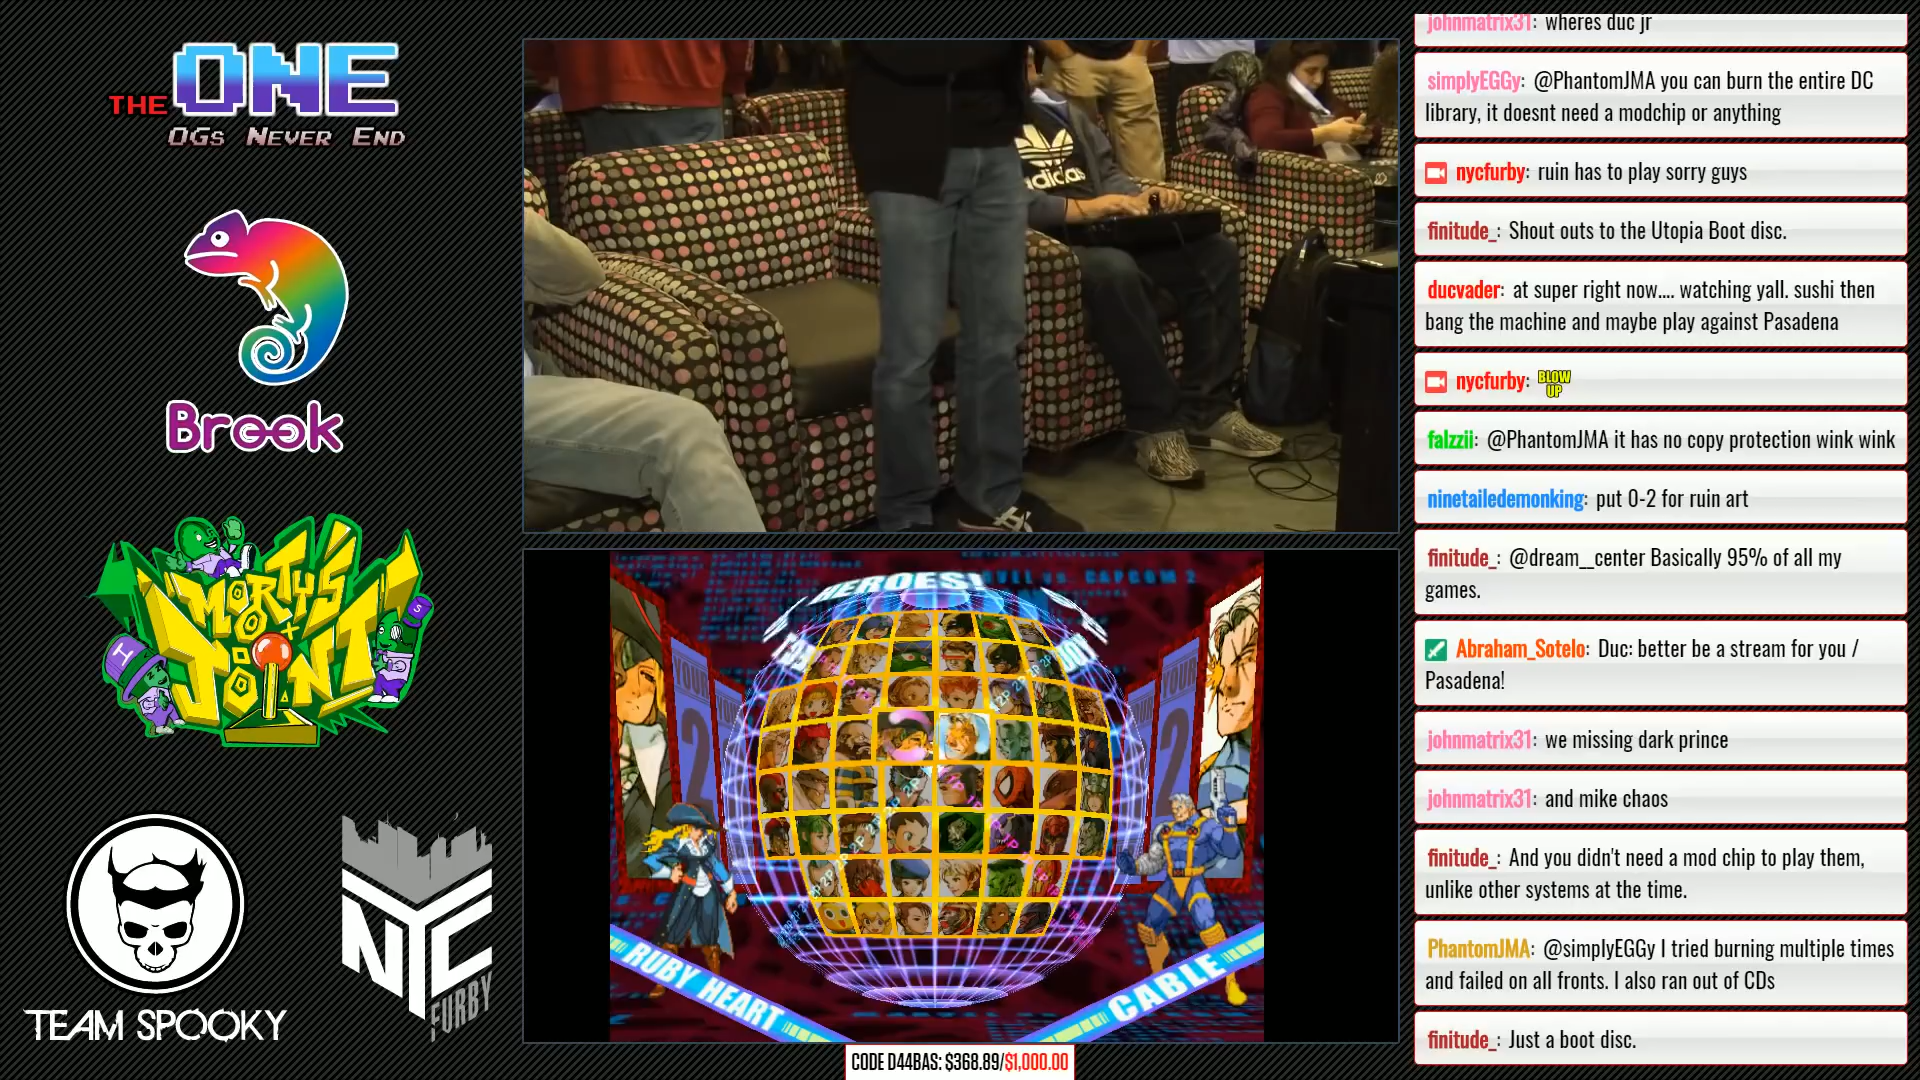 THE ONE
OGs NEVER END
Brook
MORTY'S
JOINT
TEAM SPOOKY
NYC
FURBY
adidas
HEROES!
RUBY HEART
CABLE
CODE D44BAS: $368.89/$1,000.00
johnmatrix31: wheres duc jr
simplyEGGy: @PhantomJMA you can burn the entire DC
library, it doesnt need a modchip or anything
nycfurby: ruin has to play sorry guys
finitude_: Shout outs to the Utopia Boot disc.
ducvader: at super right now.... watching yall. sushi then
bang the machine and maybe play against Pasadena
nycfurby: BLOW
UP
falzzii: @PhantomJMA it has no copy protection wink wink
ninetailedemonking: put 0-2 for ruin art
finitude_: @dream__center Basically 95% of all my
games.
Abraham_Sotelo: Duc: better be a stream for you /
Pasadena!
johnmatrix31: we missing dark prince
johnmatrix31: and mike chaos
finitude_: And you didn't need a mod chip to play them,
unlike other systems at the time.
PhantomJMA: @simplyEGGy I tried burning multiple times
and failed on all fronts. I also ran out of CDs
finitude_: Just a boot disc.